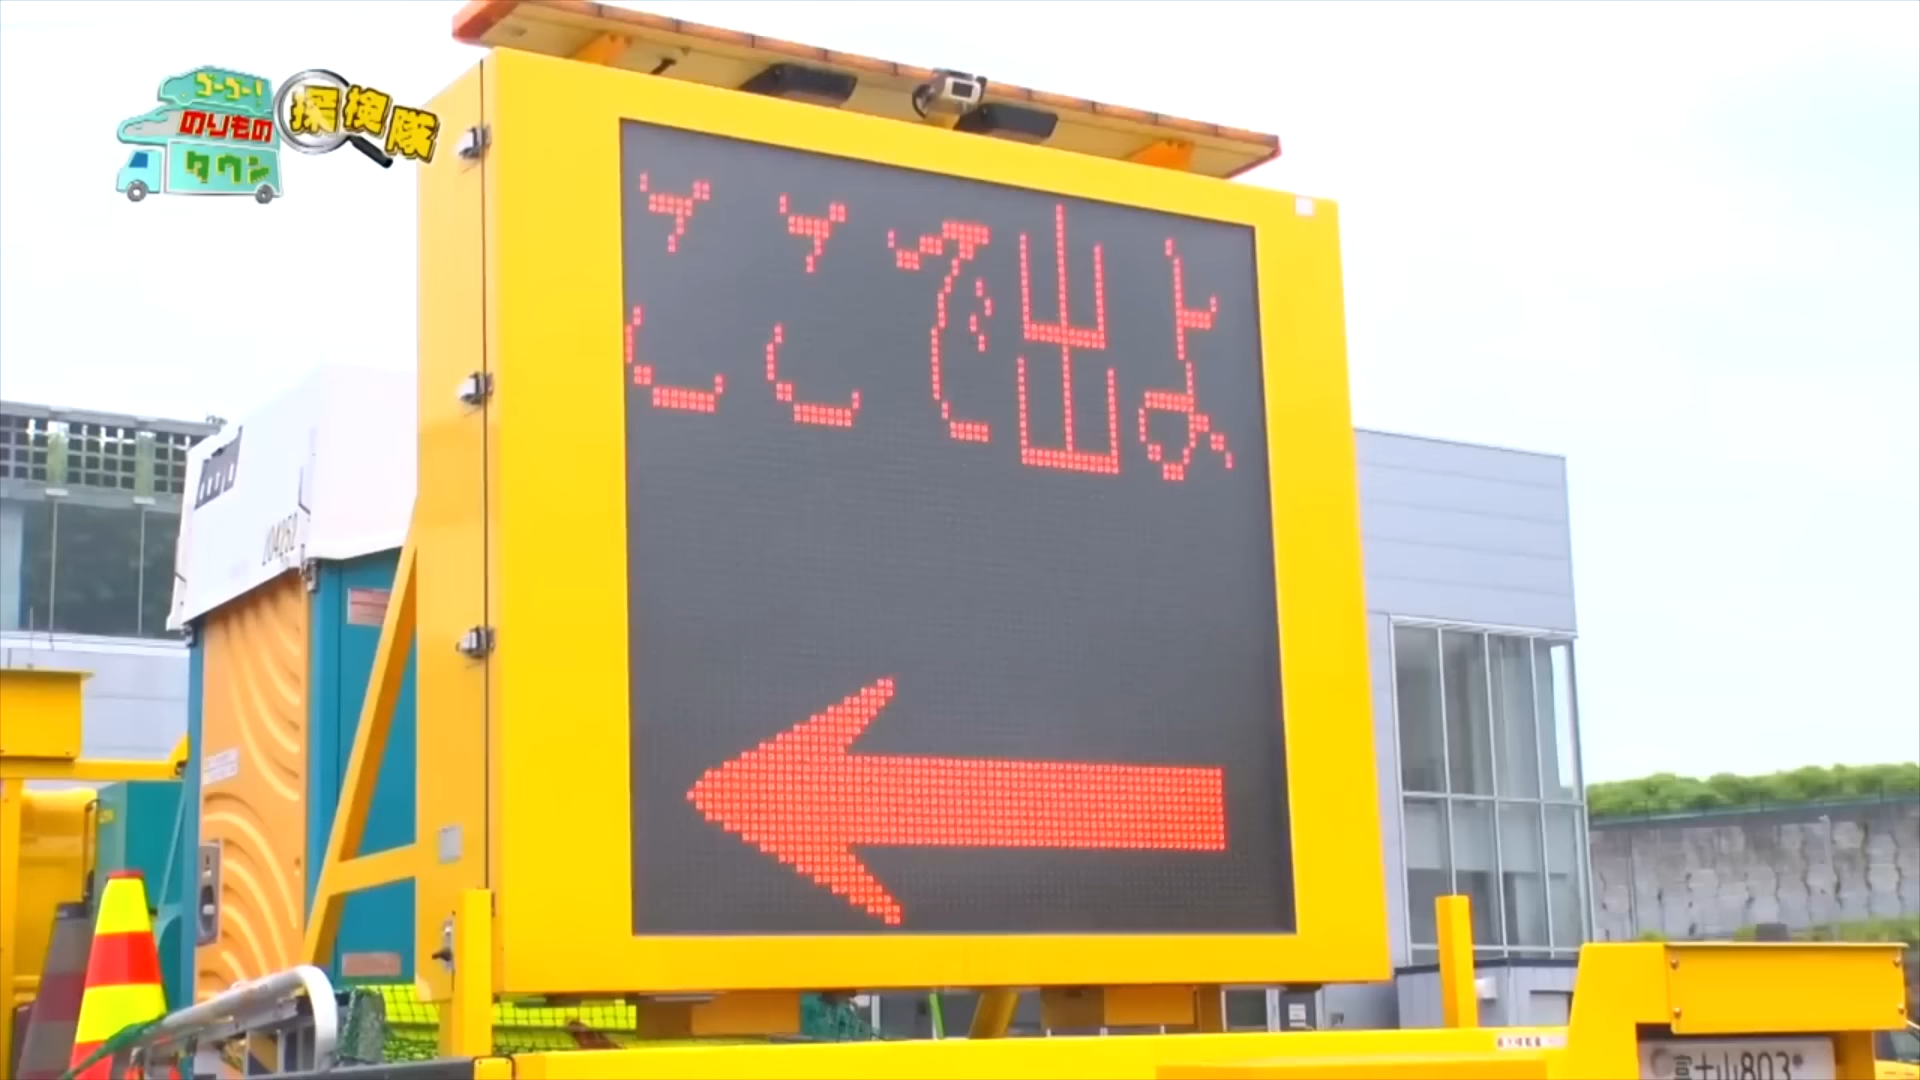 ゴーゴー!
のりもの
タウン
探検隊
ここで出よ
104252
富士山803